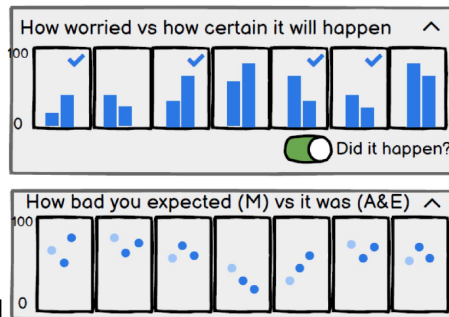 How worried vs how certain it will happen
100
0
Did it happen?
How bad you expected (M) vs it was (A&E)
100
0